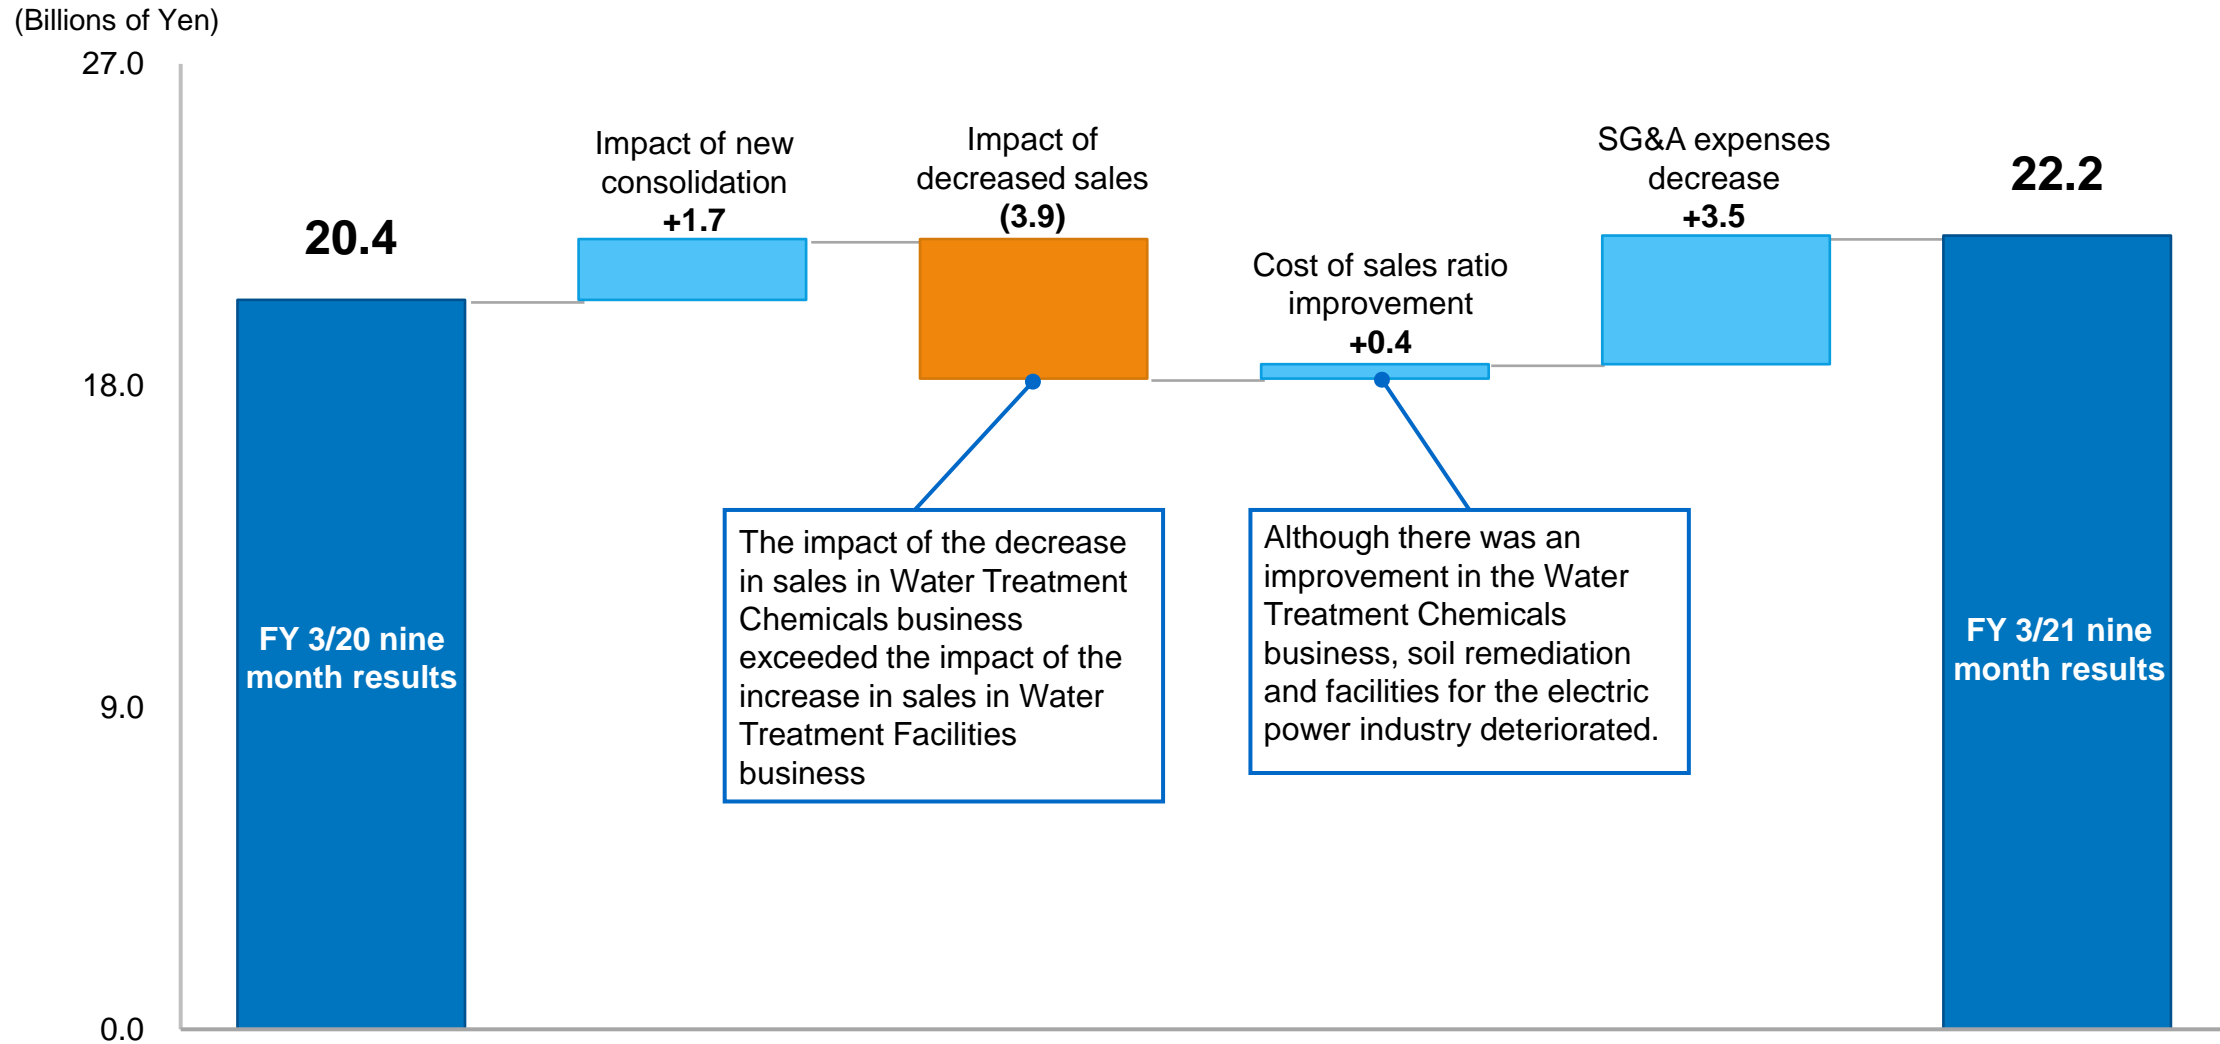 (Billions of Yen)
27.0
18.0
9.0
0.0
20.4
FY 3/20 nine
month results
Impact of new
consolidation
+1.7
Impact of
decreased sales
(3.9)
Cost of sales ratio
improvement
+0.4
SG&A expenses
decrease
+3.5
22.2
FY 3/21 nine
month results
The impact of the decrease
in sales in Water Treatment
Chemicals business
exceeded the impact of the
increase in sales in Water
Treatment Facilities
business
Although there was an
improvement in the Water
Treatment Chemicals
business, soil remediation
and facilities for the electric
power industry deteriorated.